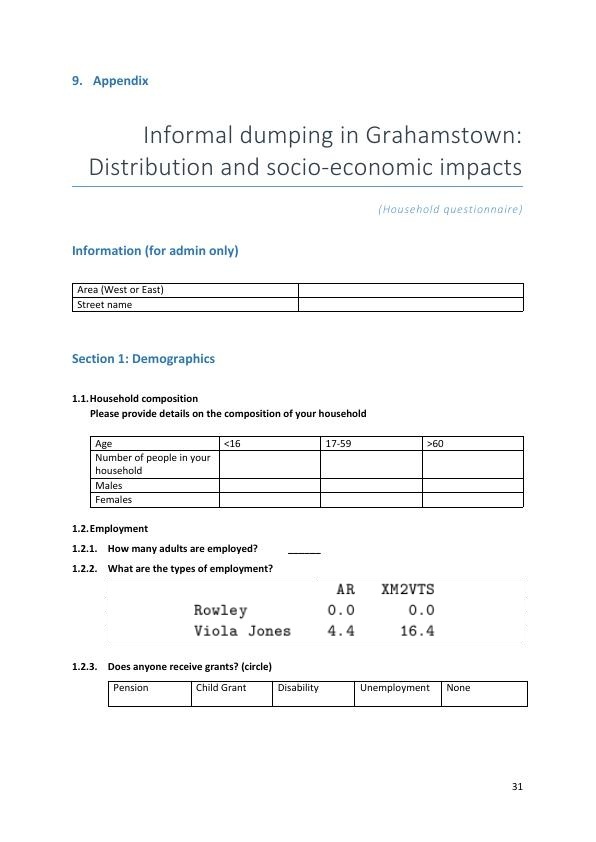 9. Appendix
Informal dumping in Grahamstown:
Distribution and socio-economic impacts
(Household questionnaire)
Information (for admin only)
Area (West or East)
Street name
Section 1: Demographics
1.1. Household composition
Please provide details on the composition of your household
Age <16 17-59 >60
Number of people in your
household
Males
Females
1.2. Employment
1.2.1. How many adults are employed? ______
1.2.2. What are the types of employment?
AR XM2VTS
Rowley 0.0 0.0
Viola Jones 4.4 16.4
1.2.3. Does anyone receive grants? (circle)
Pension Child Grant Disability Unemployment None
31